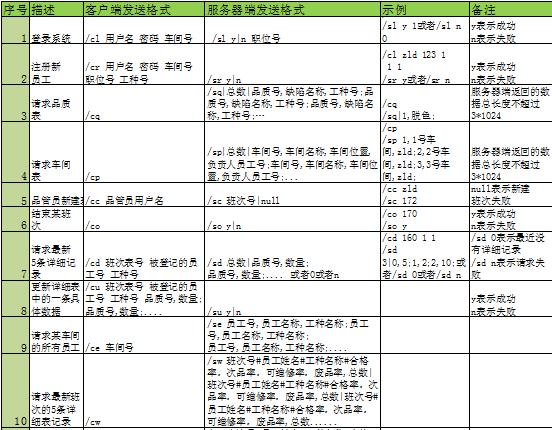 序号 描述 客户端发送格式 服务器端发送格式 示例 备注
1 登录系统 /cl 用户名 密码 车间号 /sl y|n 职位号 /sl y 1或者/sl n 0 y表示成功 n表示失败
2 注册新员工 /cr 用户名 密码 车间号 职位号 工种号 /sr y|n /cl zld 123 1 1 1 /sr y或者/sr n y表示成功 n表示失败
3 请求品质表 /cq /sq|总数|品质号,缺陷名称,工种号;品质号,缺陷名称,工种号;品质号,缺陷名称,工种号;… /cq /sq|1,脱色; 服务器端返回的数据总长度不超过3*1024
4 请求车间表 /cp /sp|总数|车间号,车间名称,车间位置,负责人员工号;车间号,车间名称,车间位置,负责人员工号;... /cp /sp 1,1号车间,zld;2,2号车间,zld;3,3号车间,zld; 服务器端返回的数据总长度不超过3*1024
5 品管员新建 /cc 品管员用户名 /sc 班次号|null /cc zld /sc 172 null表示新建班次失败
6 结束某班次 /co /so y|n /co 170 /so y y表示成功 n表示失败
7 请求最新5条详细记录 /cd 班次表号 被登记的员工号 工种号 /sd 总数|品质号,数量;品质号,数量;.... 或者0或者n /cd 160 1 1 /sd 3|0,5;1,2;2,10;或者/sd 0或者/sd n /sd 0表示最近没有详细记录 /sd n表示请求失败
8 更新详细表中的一条具体数据 /cu 班次表号 被登记的员工号 工种号 品质号,数量;品质号,数量;.... /su y|n y表示成功 n表示失败
9 请求某车间的所有员工 /ce 车间号 /se 员工号,员工名称,工种名称;员工号,员工名称,工种名称;员工号,员工名称,工种名称;....
10 请求最新班次的5条详细表记录 /cw /sw 班次号#员工姓名#工种名称#合格率, 次品率, 可维修率, 废品率,总数|班次号#员工姓名#工种名称#合格率, 次品率, 可维修率, 废品率,总数|班次号#员工姓名#工种名称#合格率, 次品率, 可维修率, 废品率,总数......